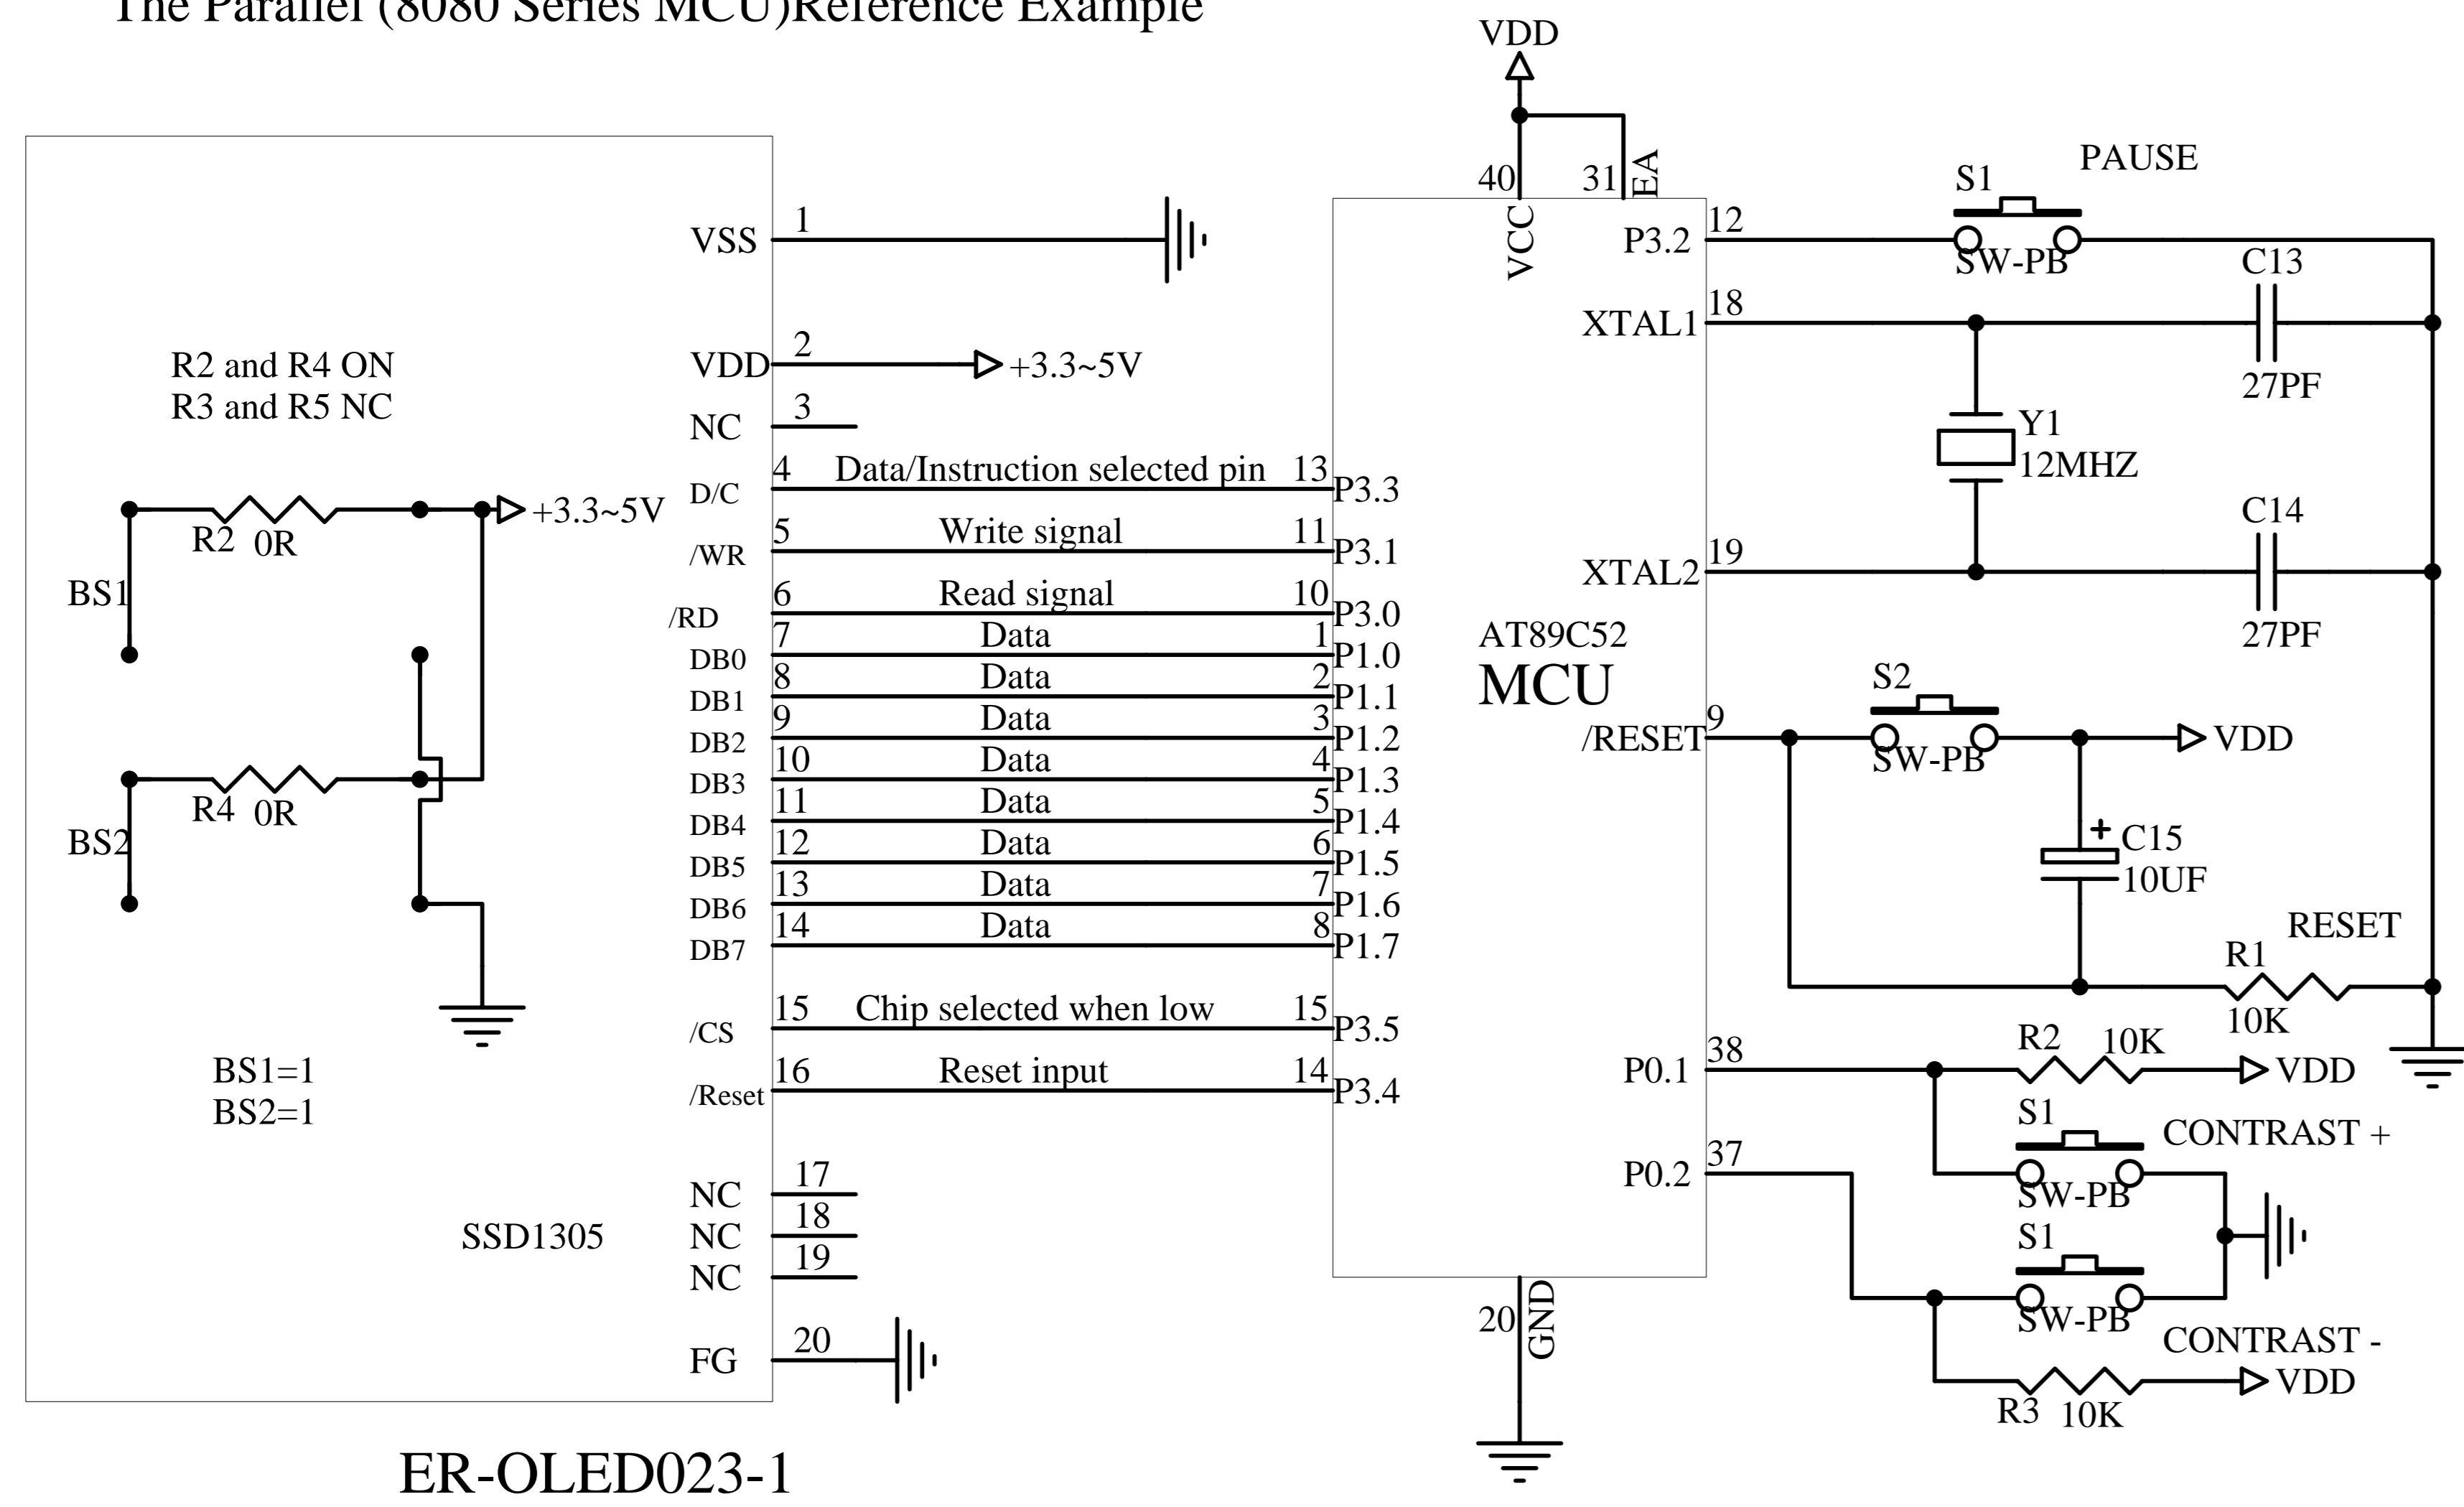 The Parallel (8080 Series MCU)Reference Example
VDD
40
31
EA
VCC
PAUSE
S1
SW-PB
VSS
1
P3.2
12
C13
27PF
XTAL1
18
R2 and R4 ON
R3 and R5 NC
VDD
2
+3.3~5V
NC
3
Y1
12MHZ
D/C
4
Data/Instruction selected pin
13
P3.3
R2
0R
+3.3~5V
/WR
5
Write signal
11
P3.1
XTAL2
19
C14
27PF
BS1
/RD
6
Read signal
10
P3.0
DB0
7
Data
1
P1.0
AT89C52
MCU
DB1
8
Data
2
P1.1
S2
SW-PB
DB2
9
Data
3
P1.2
/RESET
9
VDD
DB3
10
Data
4
P1.3
R4
0R
DB4
11
Data
5
P1.4
BS2
DB5
12
Data
6
P1.5
+
C15
10UF
DB6
13
Data
7
P1.6
DB7
14
Data
8
P1.7
RESET
R1
10K
/CS
15
Chip selected when low
15
P3.5
BS1=1
BS2=1
/Reset
16
Reset input
14
P3.4
P0.1
38
R2
10K
VDD
S1
CONTRAST +
SW-PB
P0.2
37
NC
17
NC
18
NC
19
SSD1305
S1
SW-PB
CONTRAST -
VDD
R3
10K
FG
20
20
GND
ER-OLED023-1